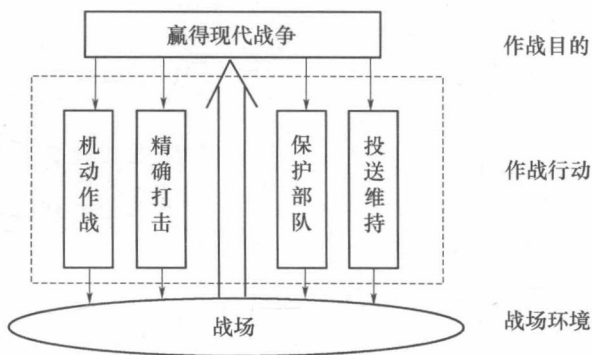 赢得现代战争
作战目的
机动作战
精确打击
保护部队
投送维持
作战行动
战场
战场环境